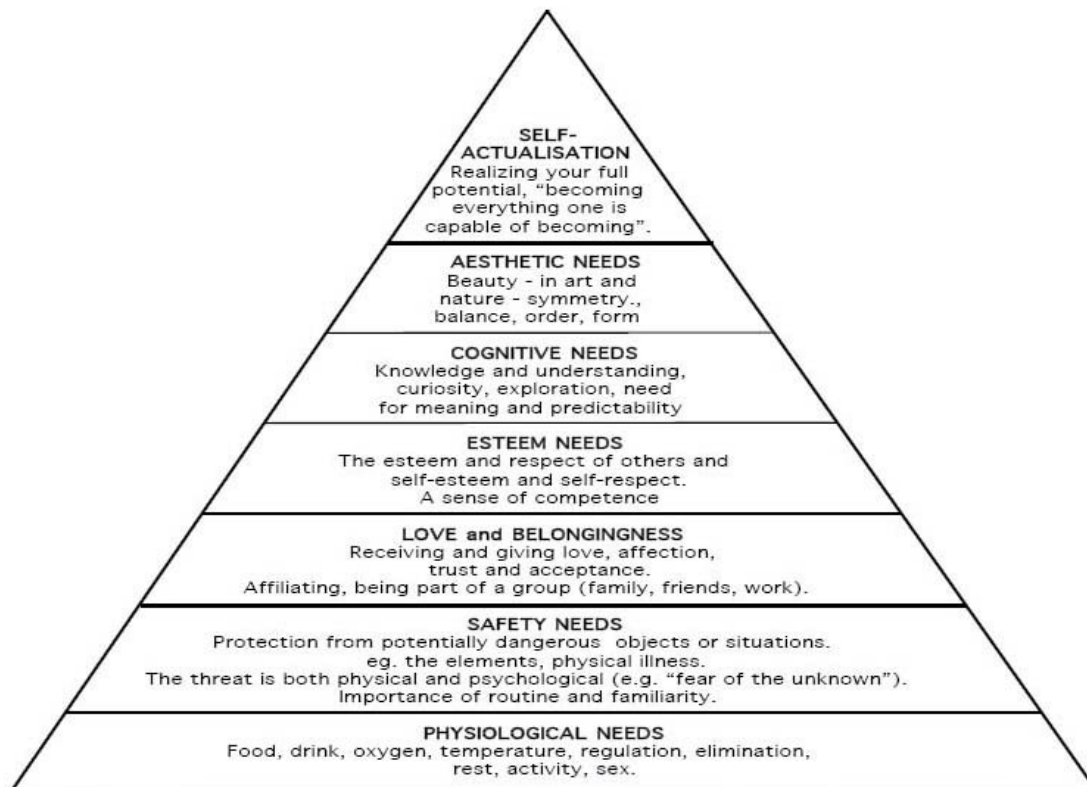 SELF-
ACTUALISATION
Realizing your full
potential, “becoming
everything one is
capable of becoming”.
AESTHETIC NEEDS
Beauty - in art and
nature - symmetry.,
balance, order, form
COGNITIVE NEEDS
Knowledge and understanding,
curiosity, exploration, need
for meaning and predictability
ESTEEM NEEDS
The esteem and respect of others and
self-esteem and self-respect.
A sense of competence
LOVE and BELONGINGNESS
Receiving and giving love, affection,
trust and acceptance.
Affiliating, being part of a group (family, friends, work).
SAFETY NEEDS
Protection from potentially dangerous objects or situations.
eg. the elements, physical illness.
The threat is both physical and psychological (e.g. “fear of the unknown”).
Importance of routine and familiarity.
PHYSIOLOGICAL NEEDS
Food, drink, oxygen, temperature, regulation, elimination,
rest, activity, sex.